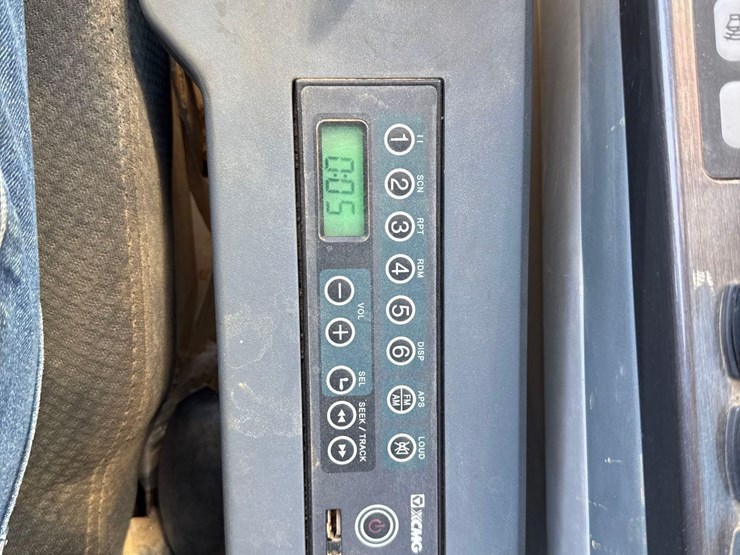 0:05
II SCN RPT RDM DISP APS LOUD
1 2 3 4 5 6 FM AM
VOL SEL SEEK / TRACK
− +
XCMG